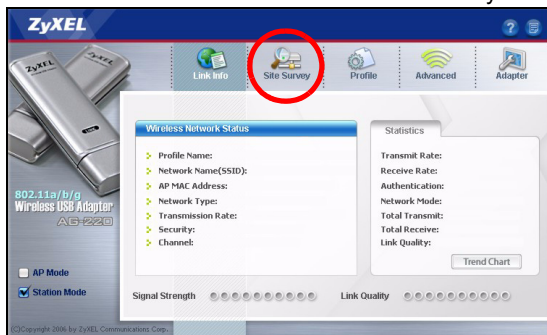 ZyXEL
Link Info
Site Survey
Profile
Advanced
Adapter
ZyXEL
ZyXEL
802.11a/b/g
Wireless USB Adapter
AG-220
AP Mode
Station Mode
Wireless Network Status
Profile Name:
Network Name(SSID):
AP MAC Address:
Network Type:
Transmission Rate:
Security:
Channel:
Statistics
Transmit Rate:
Receive Rate:
Authentication:
Network Mode:
Total Transmit:
Total Receive:
Link Quality:
Trend Chart
Signal Strength
Link Quality
(C)Copyright 2006 by ZyXEL Communications Corp.